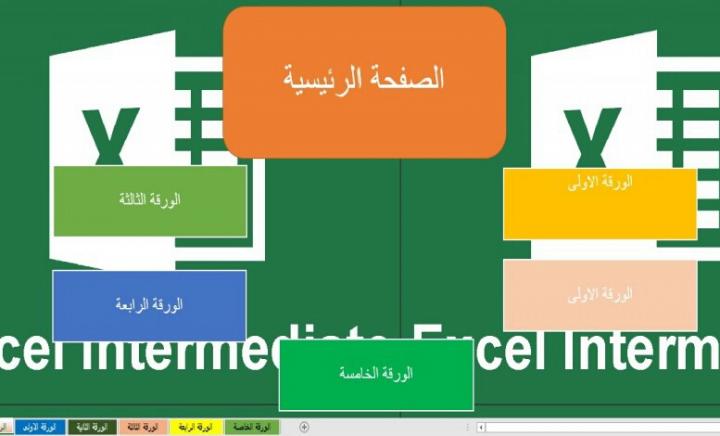 الصفحة الرئيسية
الورقة الاولى
الورقة الثالثة
الورقة الاولى
الورقة الرابعة
Excel Interm
cel Intermediate
الورقة الخامسة
الورقة الاولى
الورقة الثانية
الورقة الثالثة
الورقة الرابعة
الورقة الخاصة